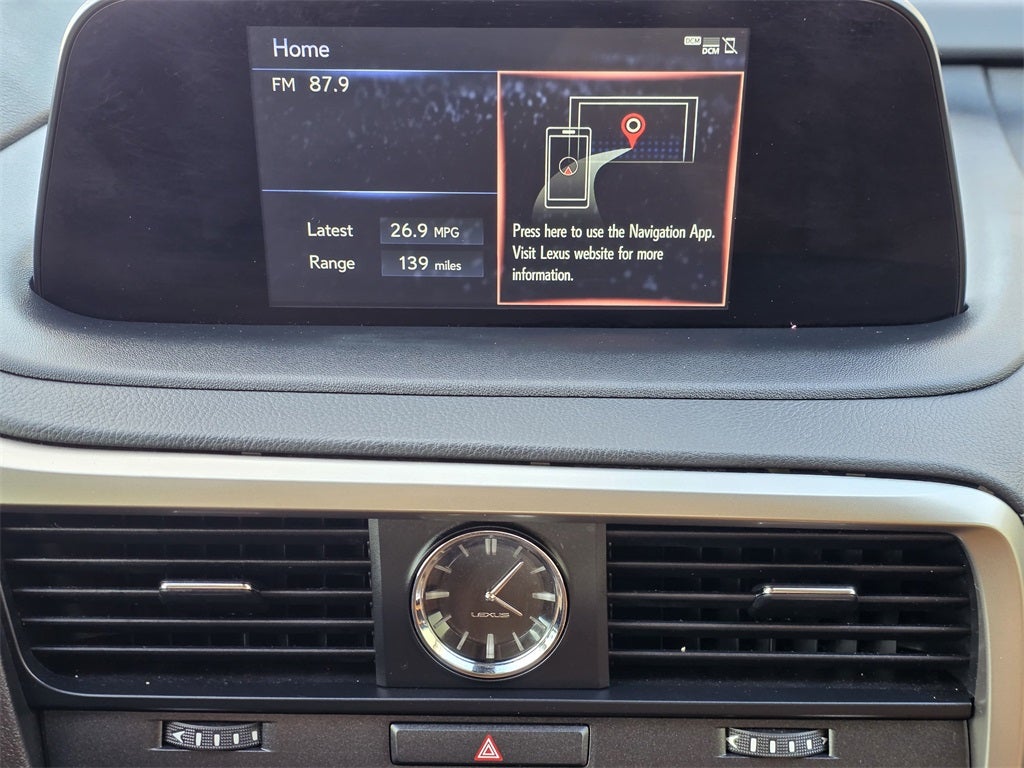 Home
DCM
DCM
FM 87.9
Latest 26.9 MPG
Range 139 miles
Press here to use the Navigation App.
Visit Lexus website for more
information.
LEXUS